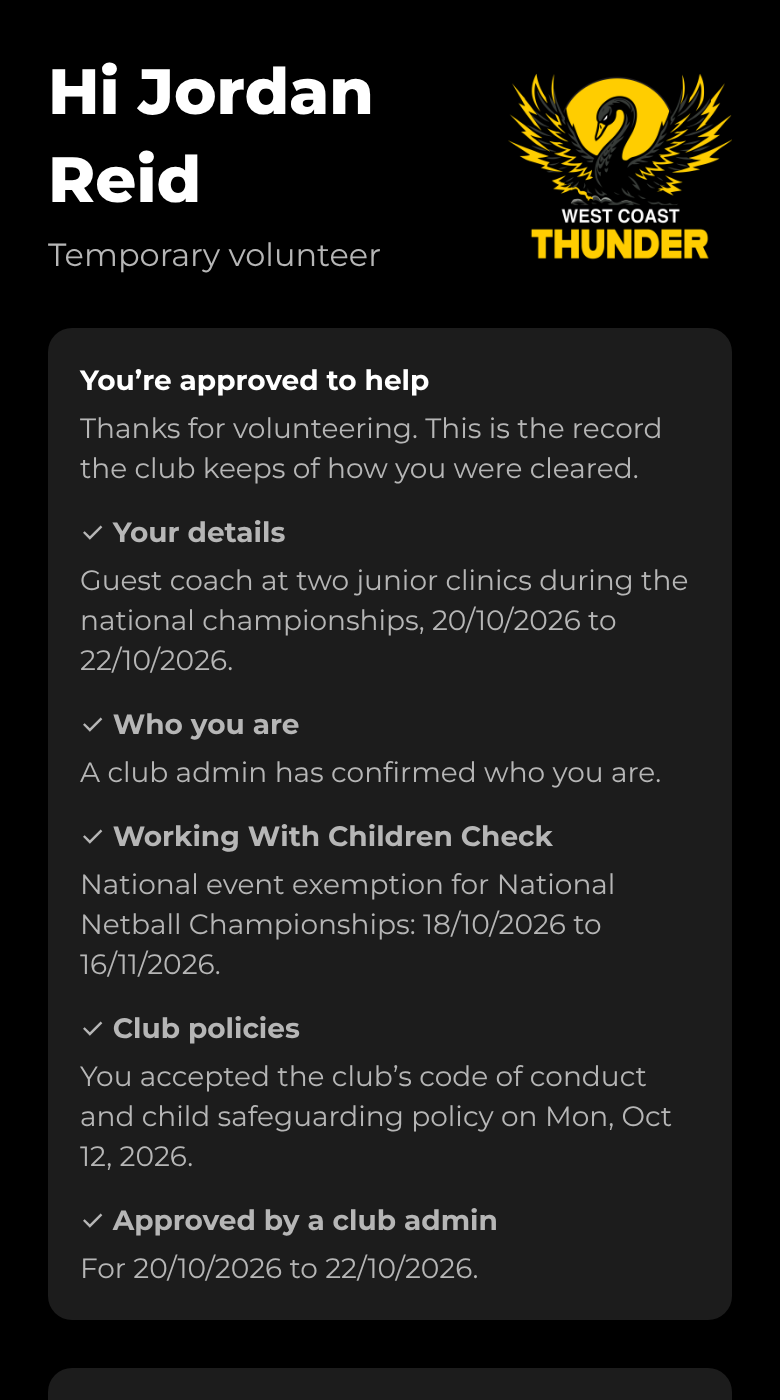 Hi Jordan
Reid
Temporary volunteer
WEST COAST
THUNDER
You’re approved to help
Thanks for volunteering. This is the record
the club keeps of how you were cleared.
✓ Your details
Guest coach at two junior clinics during the
national championships, 20/10/2026 to
22/10/2026.
✓ Who you are
A club admin has confirmed who you are.
✓ Working With Children Check
National event exemption for National
Netball Championships: 18/10/2026 to
16/11/2026.
✓ Club policies
You accepted the club’s code of conduct
and child safeguarding policy on Mon, Oct
12, 2026.
✓ Approved by a club admin
For 20/10/2026 to 22/10/2026.